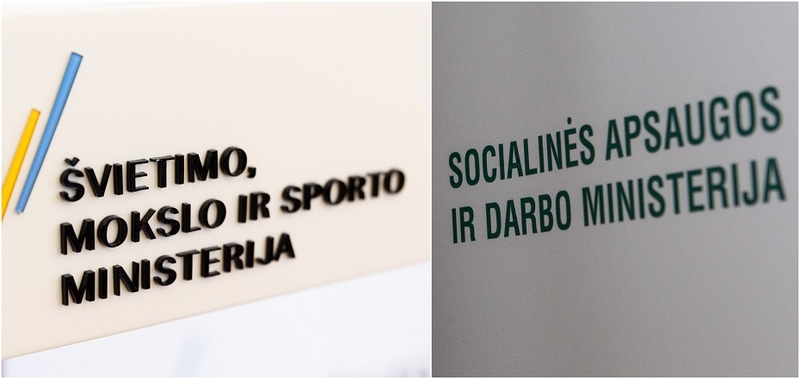 ŠVIETIMO,
MOKSLO IR SPORTO
MINISTERIJA
SOCIALINĖS APSAUGOS
IR DARBO MINISTERIJA